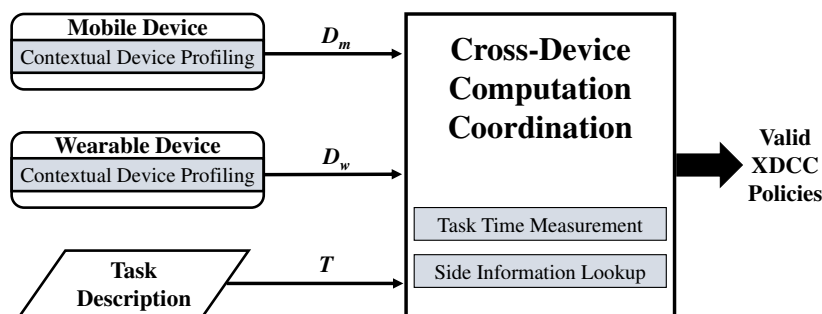 Mobile Device
Contextual Device Profiling
D_m
Wearable Device
Contextual Device Profiling
D_w
Task
Description
T
Cross-Device
Computation
Coordination
Task Time Measurement
Side Information Lookup
Valid
XDCC
Policies